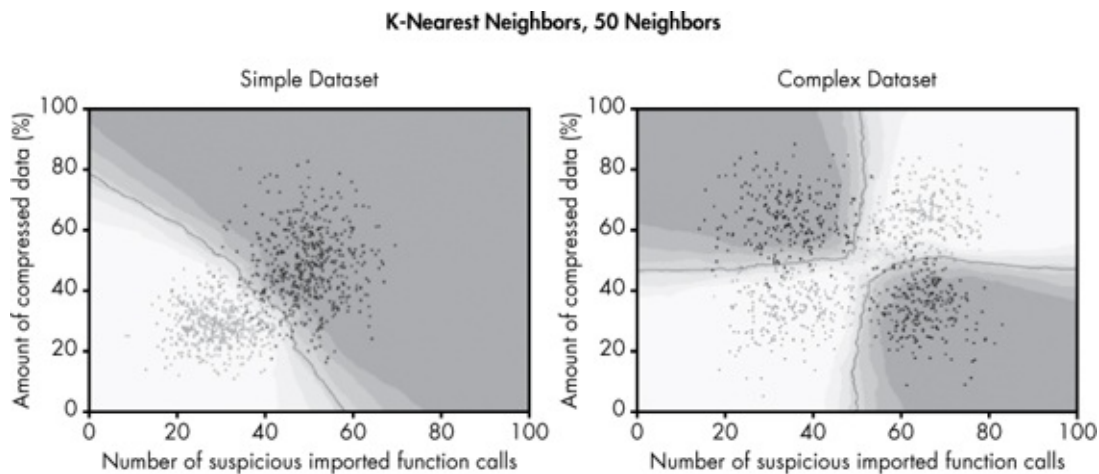 K-Nearest Neighbors, 50 Neighbors
Simple Dataset
Amount of compressed data (%)
100
80
60
40
20
0
0 20 40 60 80 100
Number of suspicious imported function calls
Complex Dataset
Amount of compressed data (%)
100
80
60
40
20
0
0 20 40 60 80 100
Number of suspicious imported function calls